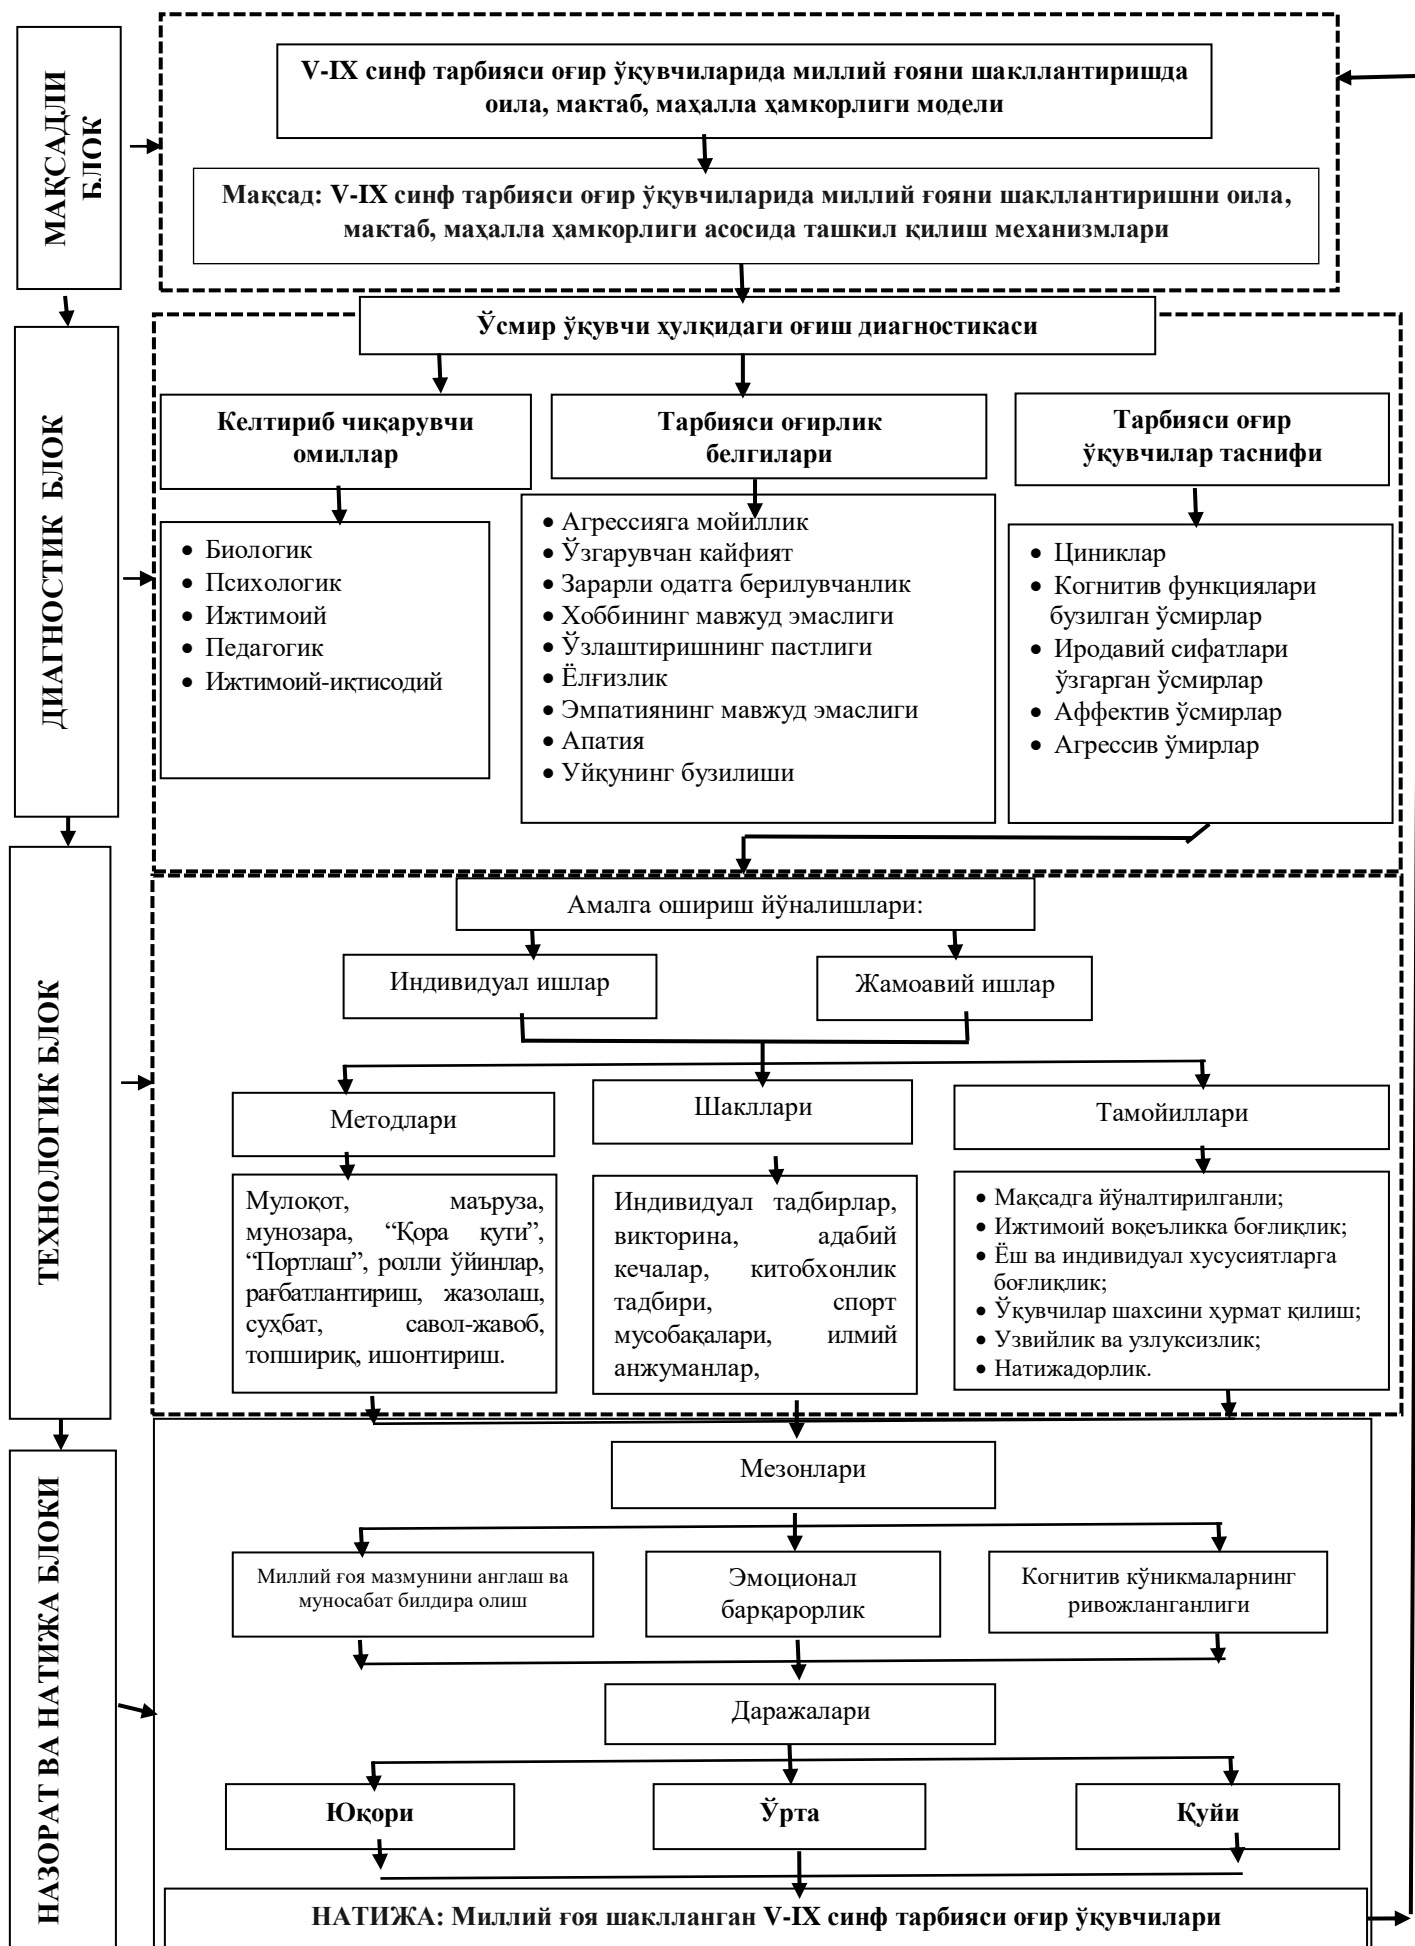 МАҚСАДЛИ
БЛОК
V-IX синф тарбияси оғир ўқувчиларида миллий ғояни шакллантиришда
оила, мактаб, маҳалла ҳамкорлиги модели
Мақсад: V-IX синф тарбияси оғир ўқувчиларида миллий ғояни шакллантиришни оила,
мактаб, маҳалла ҳамкорлиги асосида ташкил қилиш механизмлари
ДИАГНОСТИК БЛОК
Ўсмир ўқувчи ҳулқидаги оғиш диагностикаси
Келтириб чиқарувчи
омиллар
• Биологик
• Психологик
• Ижтимоий
• Педагогик
• Ижтимоий-иқтисодий
Тарбияси оғирлик
белгилари
• Агрессияга мойиллик
• Ўзгарувчан кайфият
• Зарарли одатга берилувчанлик
• Хоббининг мавжуд эмаслиги
• Ўзлаштиришнинг пастлиги
• Ёлғизлик
• Эмпатиянинг мавжуд эмаслиги
• Апатия
• Уйқунинг бузилиши
Тарбияси оғир
ўқувчилар таснифи
• Циниклар
• Когнитив функциялари
бузилган ўсмирлар
• Иродавий сифатлари
ўзгарган ўсмирлар
• Аффектив ўсмирлар
• Агрессив ўмирлар
ТЕХНОЛОГИК БЛОК
Амалга ошириш йўналишлари:
Индивидуал ишлар
Жамоавий ишлар
Методлари
Мулоқот, маъруза,
мунозара, “Қора қути”,
“Портлаш”, ролли ўйинлар,
рағбатлантириш, жазолаш,
суҳбат, савол-жавоб,
топшириқ, ишонтириш.
Шакллари
Индивидуал тадбирлар,
викторина, адабий
кечалар, китобхонлик
тадбири, спорт
мусобақалари, илмий
анжуманлар,
Тамойиллари
• Мақсадга йўналтирилганли;
• Ижтимоий воқеъликка боғлиқлик;
• Ёш ва индивидуал хусусиятларга
боғлиқлик;
• Ўқувчилар шахсини ҳурмат қилиш;
• Узвийлик ва узлуксизлик;
• Натижадорлик.
НАЗОРАТ ВА НАТИЖА БЛОКИ
Мезонлари
Миллий ғоя мазмунини англаш ва
муносабат билдира олиш
Эмоционал
барқарорлик
Когнитив кўникмаларнинг
ривожланганлиги
Даражалари
Юқори
Ўрта
Қуйи
НАТИЖА: Миллий ғоя шаклланган V-IX синф тарбияси оғир ўқувчилари